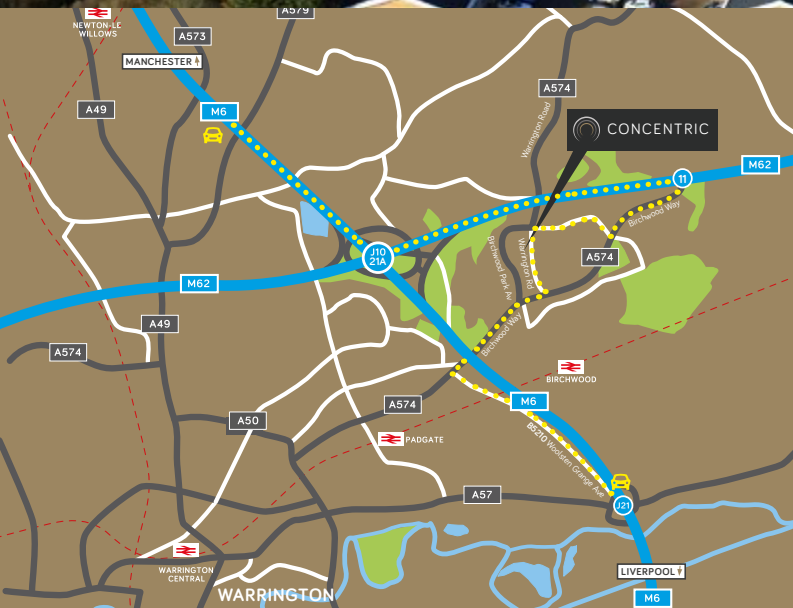 NEWTON-LE
WILLOWS
A579
A573
MANCHESTER
A49
M6
A574
Warrington Road
CONCENTRIC
M62
11
Birchwood Way
J10
21A
Birchwood Park Av
Warrington Rd
A574
M62
A49
A574
Birchwood Way
BIRCHWOOD
A574
M6
A50
PADGATE
B5210 Woolsten Grange Ave
A57
J21
WARRINGTON
CENTRAL
LIVERPOOL
WARRINGTON
M6